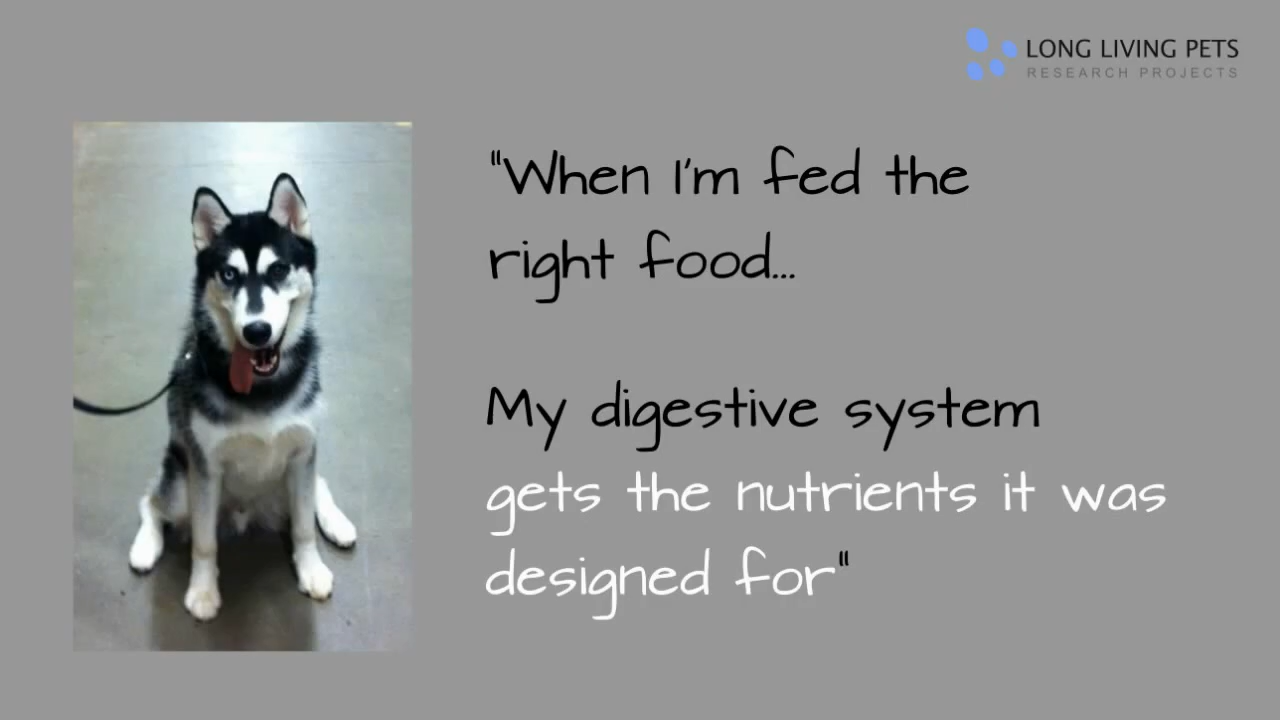 LONG LIVING PETS
RESEARCH PROJECTS
"When I'm fed the
right food...
My digestive system
gets the nutrients it was
designed for"